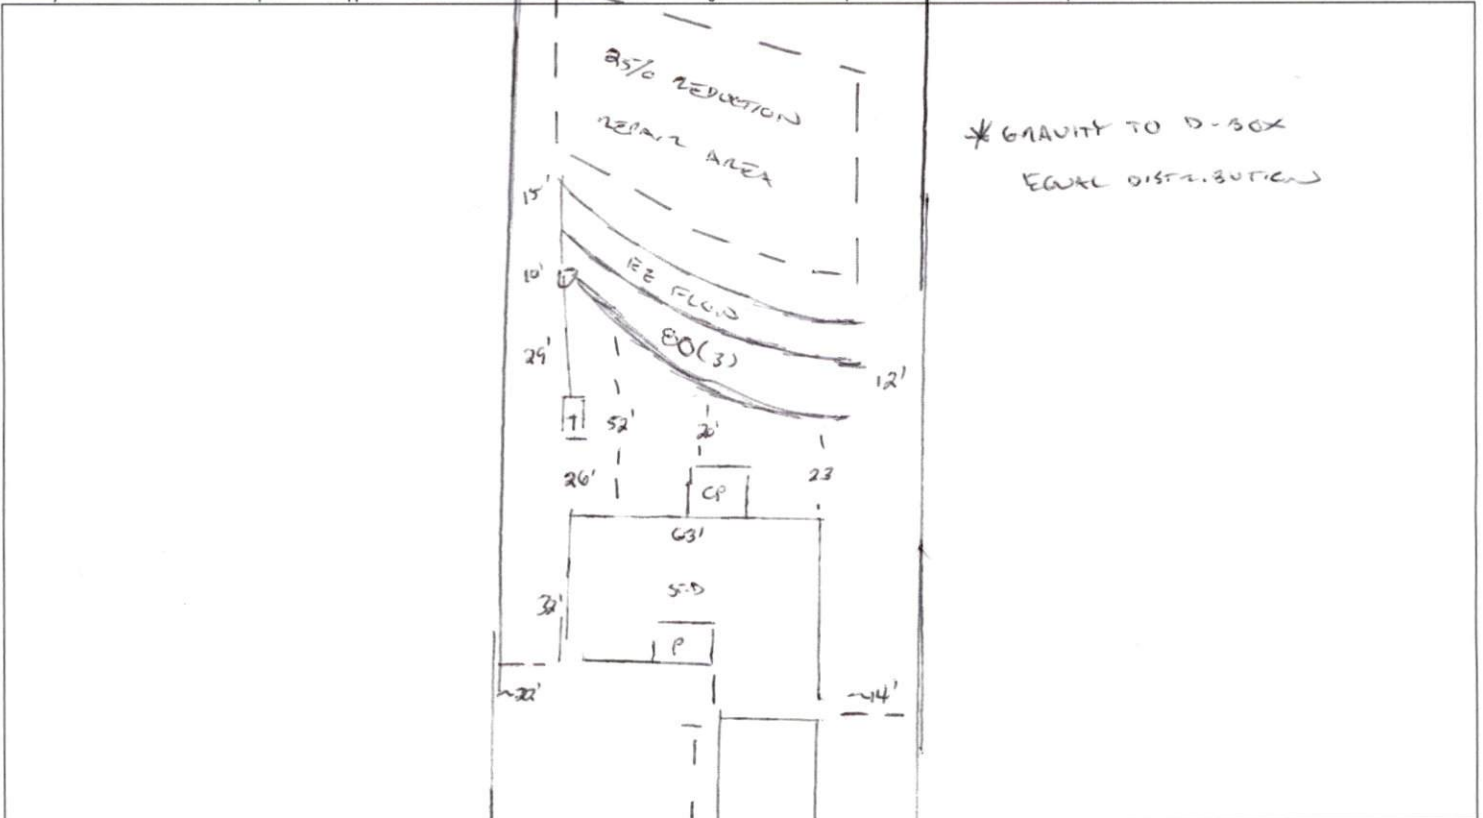 25% REDUCTION
REPAIR AREA
* GRAVITY TO D-BOX
EQUAL DISTRIBUTION
15'
10'
EZ FLOW
80(3)
29'
12'
T
52'
20'
26'
23
CP
63'
SFD
32'
P
~14'